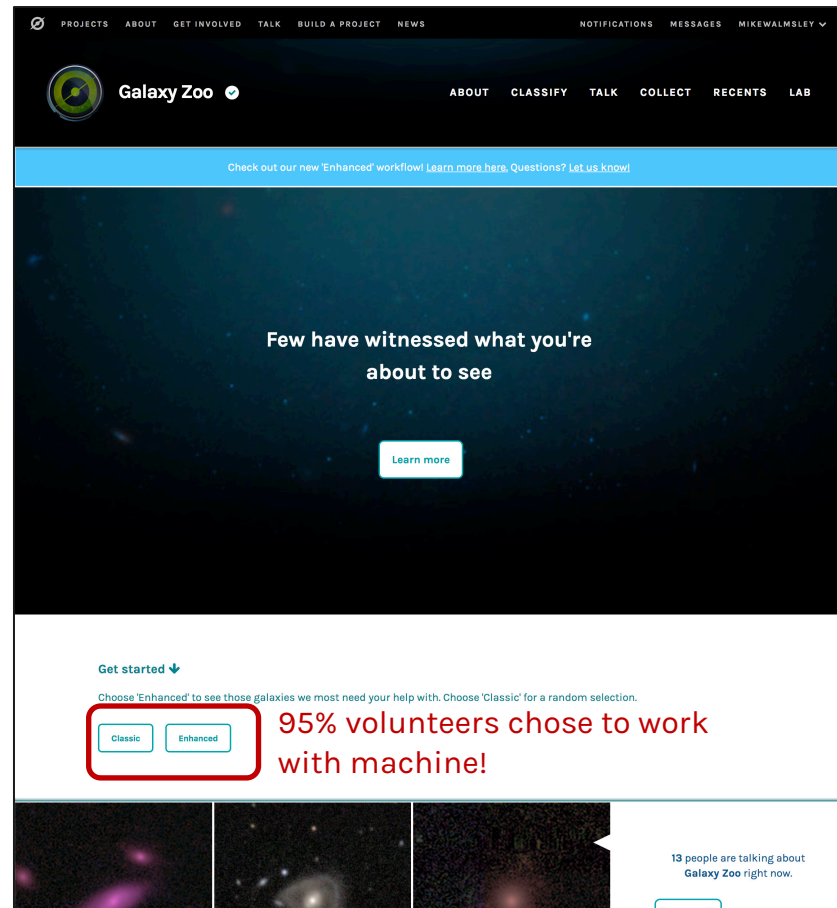 PROJECTS ABOUT GET INVOLVED TALK BUILD A PROJECT NEWS NOTIFICATIONS MESSAGES MIKEWALMSLEY
Galaxy Zoo ABOUT CLASSIFY TALK COLLECT RECENTS LAB
Check out our new 'Enhanced' workflow! Learn more here, Questions? Let us know!
Few have witnessed what you're
about to see
Learn more
Get started
Choose 'Enhanced' to see those galaxies we most need your help with. Choose 'Classic' for a random selection.
Classic Enhanced
95% volunteers chose to work
with machine!
13 people are talking about
Galaxy Zoo right now.